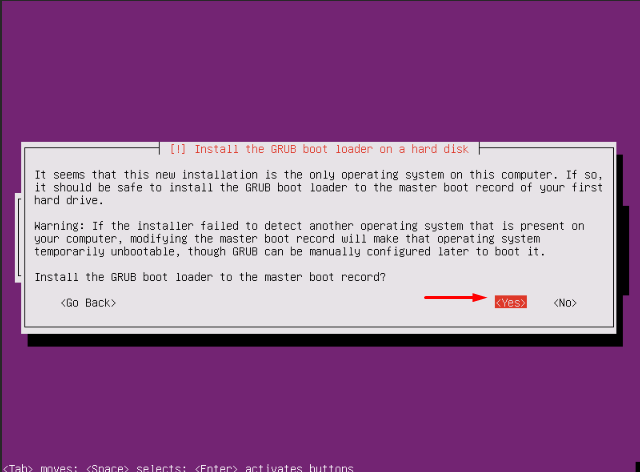 [!] Install the GRUB boot loader on a hard disk
It seems that this new installation is the only operating system on this computer. If so,
it should be safe to install the GRUB boot loader to the master boot record of your first
hard drive.
Warning: If the installer failed to detect another operating system that is present on
your computer, modifying the master boot record will make that operating system
temporarily unbootable, though GRUB can be manually configured later to boot it.
Install the GRUB boot loader to the master boot record?
<Go Back> <Yes> <No>
<Tab> moves; <Space> selects; <Enter> activates buttons